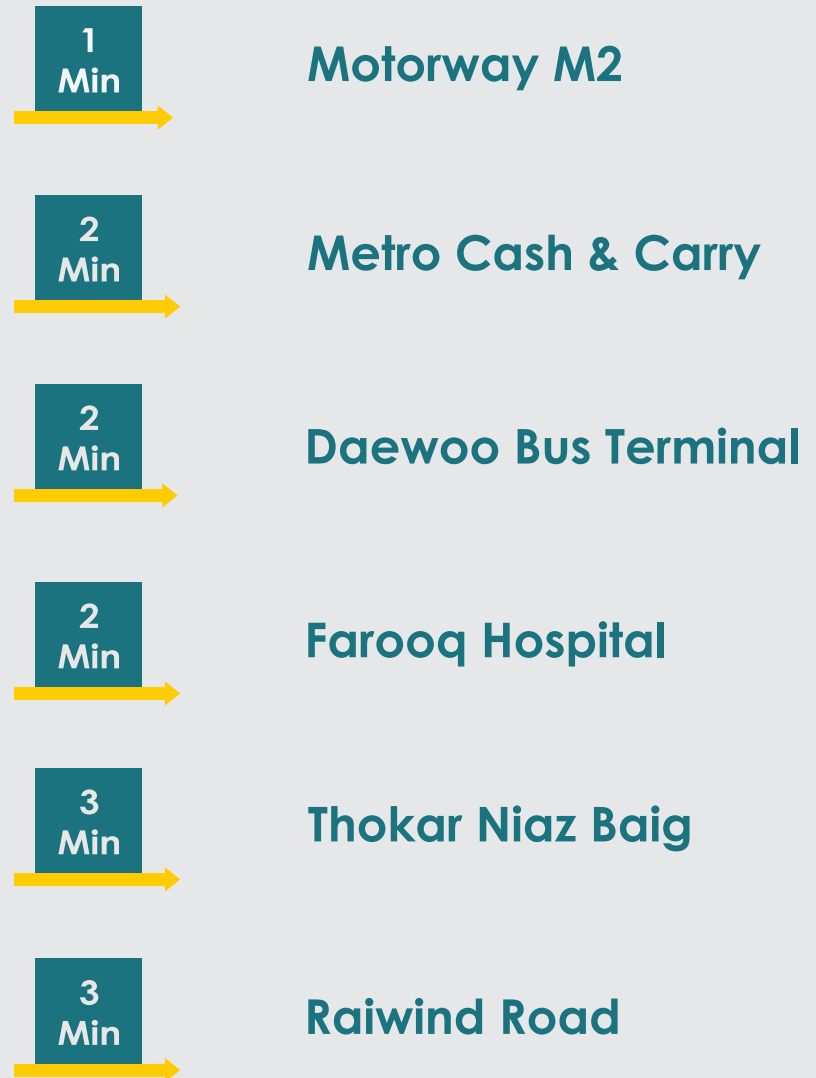 1
Min
Motorway M2
2
Min
Metro Cash & Carry
2
Min
Daewoo Bus Terminal
2
Min
Farooq Hospital
3
Min
Thokar Niaz Baig
3
Min
Raiwind Road